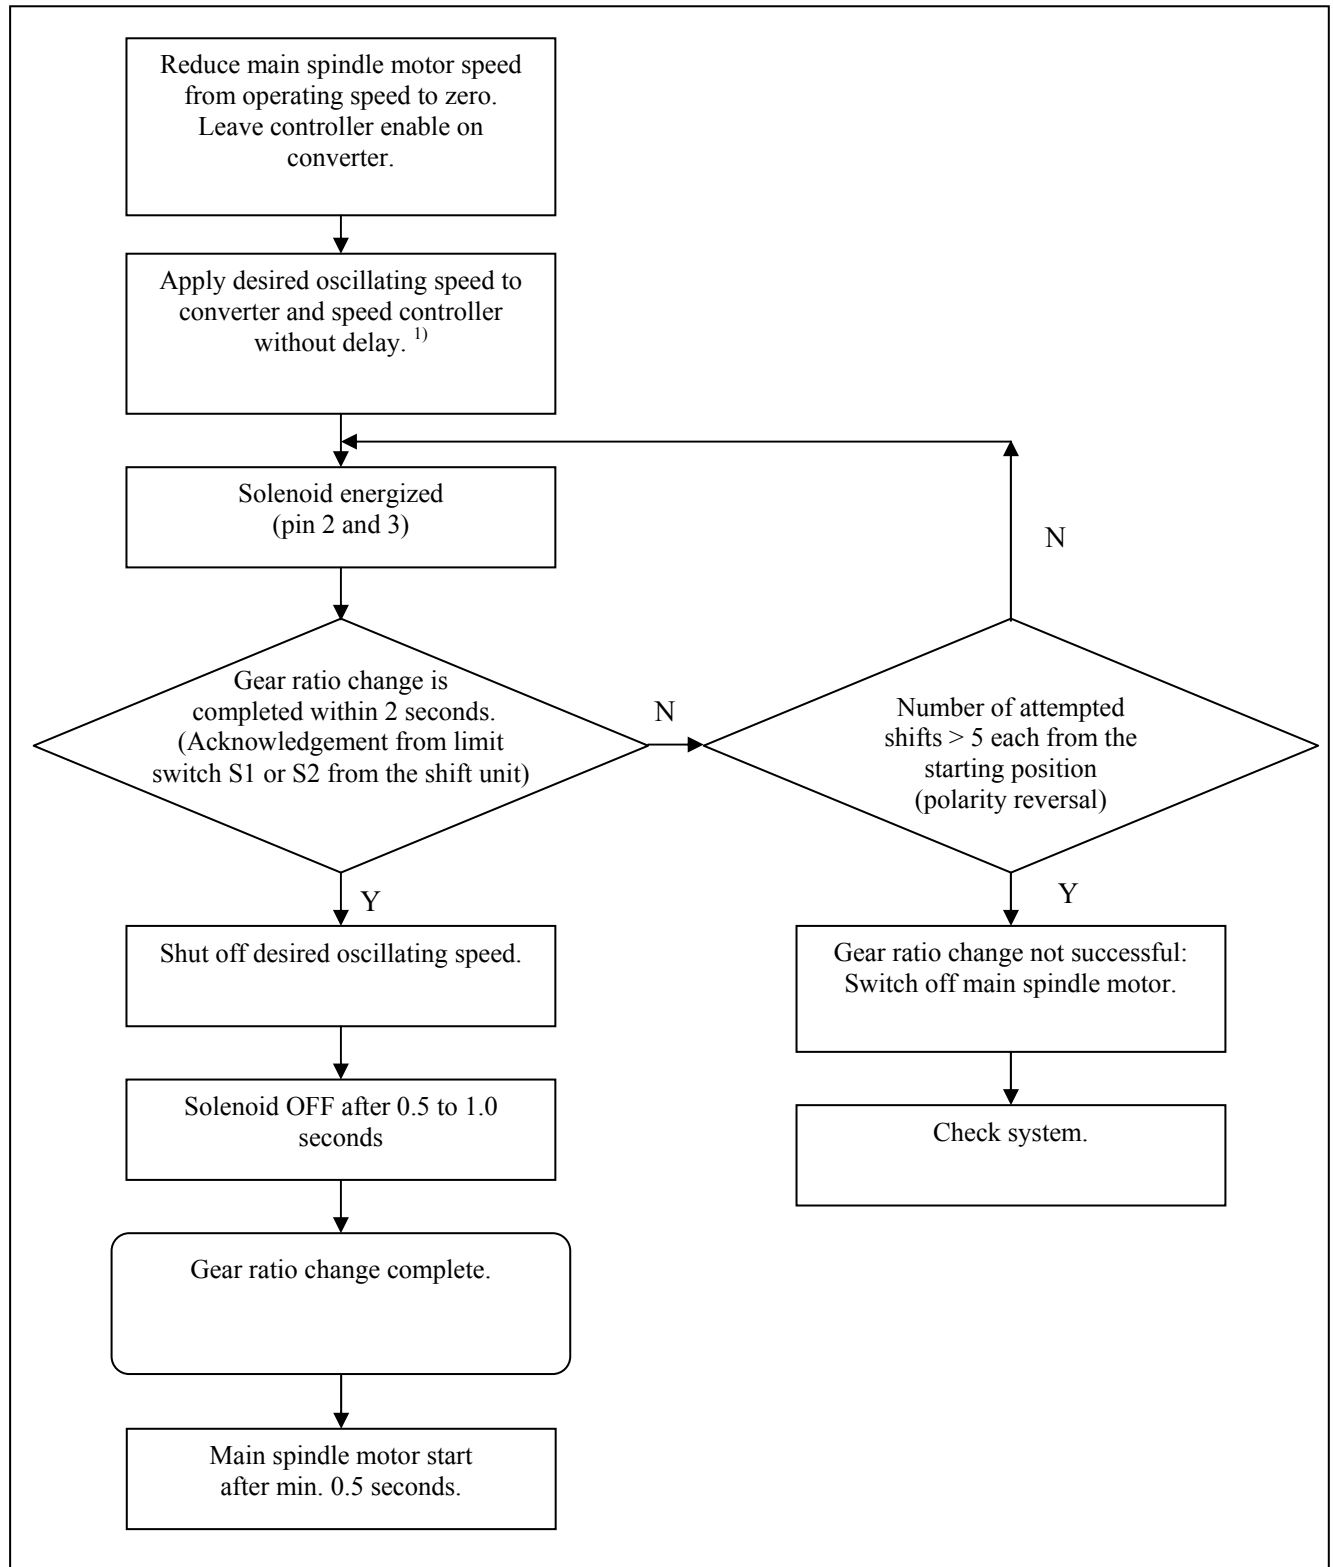 Reduce main spindle motor speed
from operating speed to zero.
Leave controller enable on
converter.
Apply desired oscillating speed to
converter and speed controller
without delay. 1)
Solenoid energized
(pin 2 and 3)
N
Gear ratio change is
completed within 2 seconds.
(Acknowledgement from limit
switch S1 or S2 from the shift unit)
N
Number of attempted
shifts > 5 each from the
starting position
(polarity reversal)
Y
Y
Shut off desired oscillating speed.
Gear ratio change not successful:
Switch off main spindle motor.
Solenoid OFF after 0.5 to 1.0
seconds
Check system.
Gear ratio change complete.
Main spindle motor start
after min. 0.5 seconds.